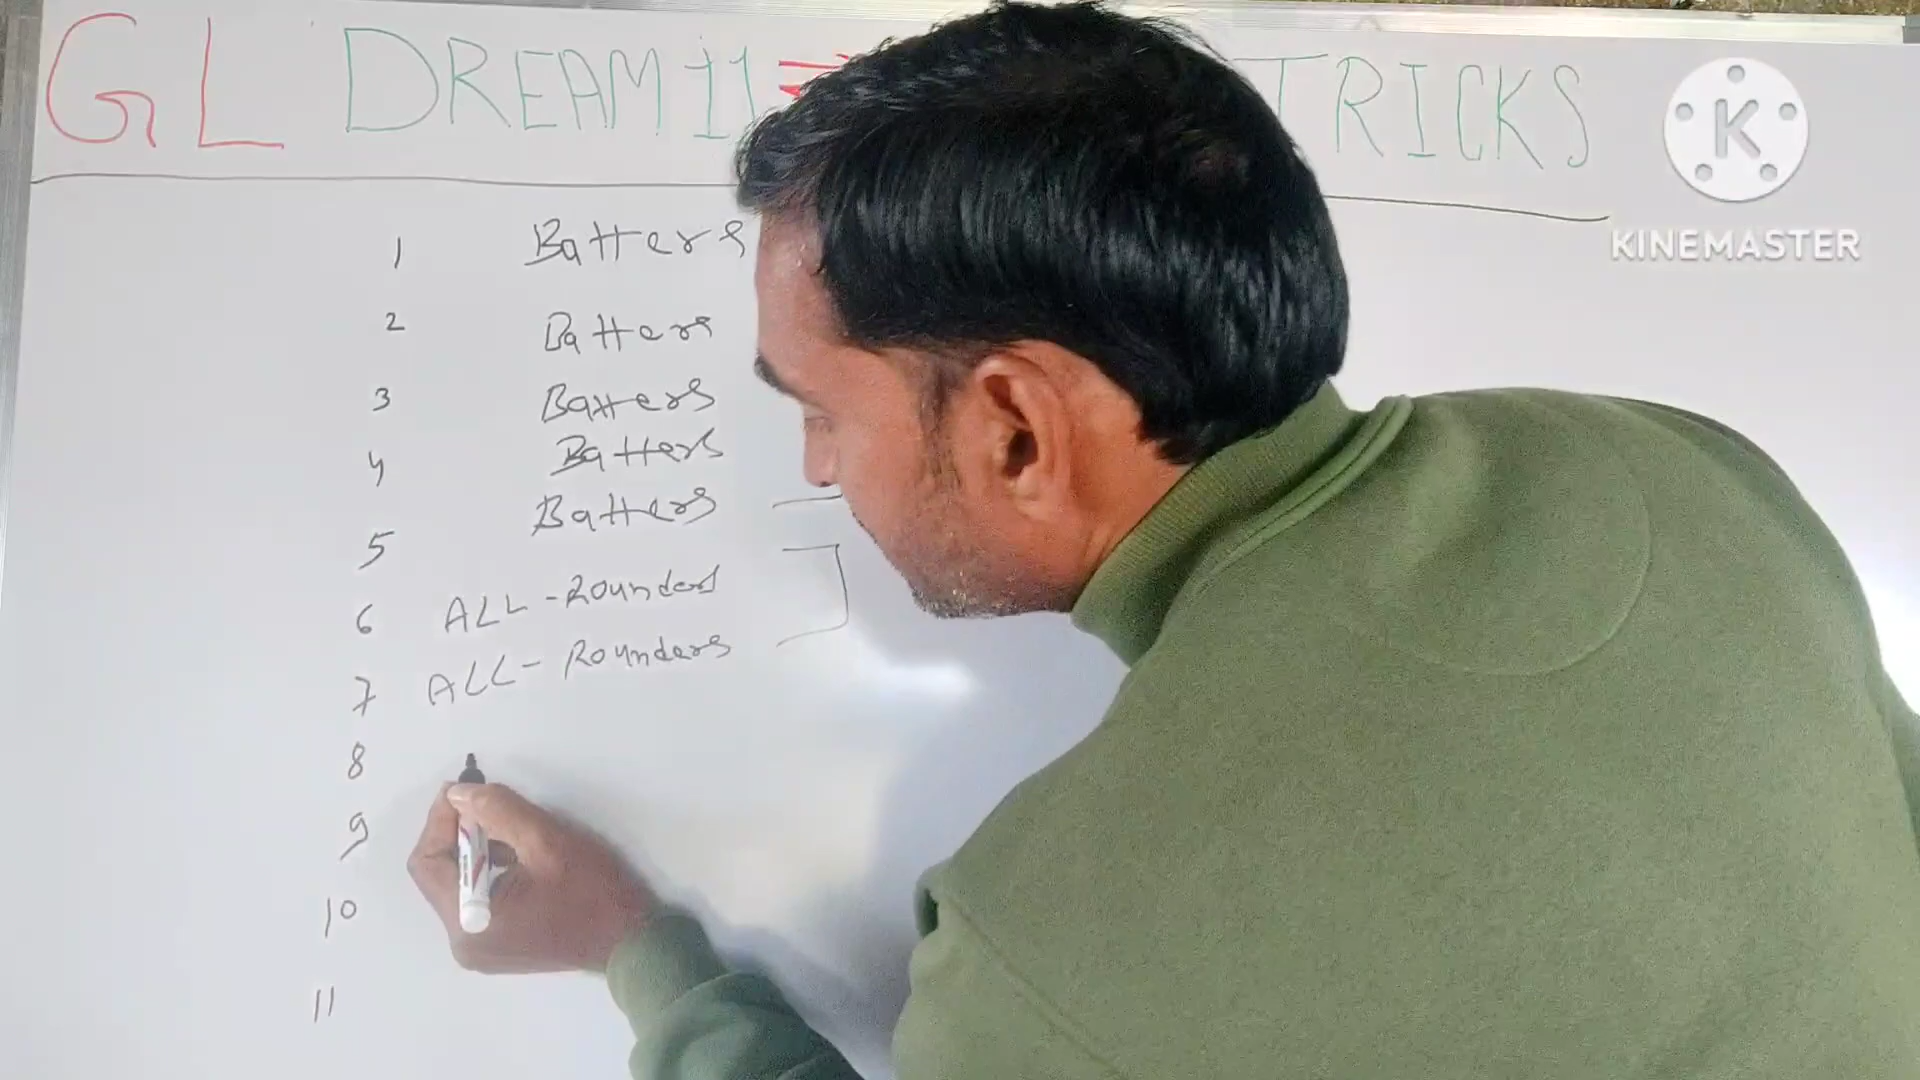 GL DREAM 11 ⇒ TRICKS
K
KINEMASTER
1 Batters
2 Batters
3 Batters
4 Batters
5 Batters
6 ALL-Rounders
7 ALL-Rounders
8
9
10
11